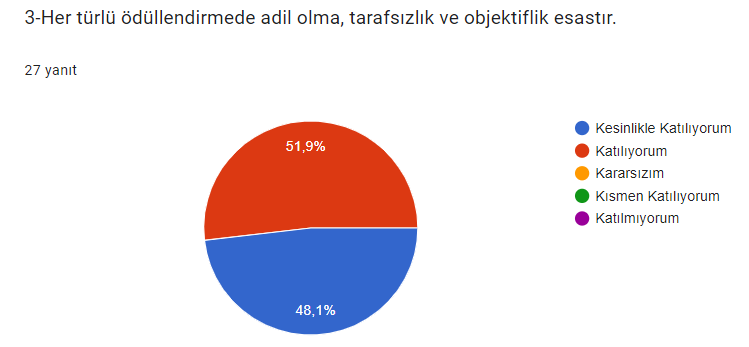 3-Her türlü ödüllendirmede adil olma, tarafsızlık ve objektiflik esastır.
27 yanıt
51,9%
48,1%
Kesinlikle Katılıyorum
Katılıyorum
Kararsızım
Kısmen Katılıyorum
Katılmıyorum